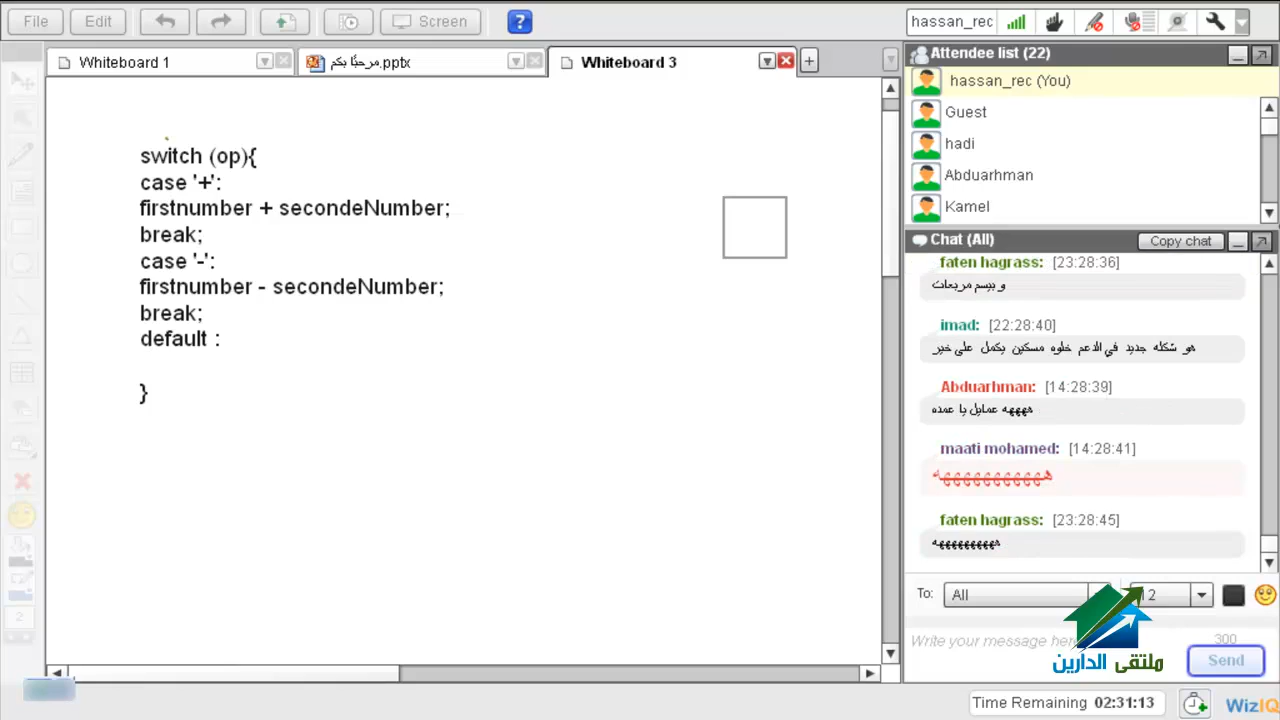 File
Edit
Screen
?
hassan_rec
Whiteboard 1
مرحبًا بكم.pptx
Whiteboard 3
switch (op){
case '+':
firstnumber + secondeNumber;
break;
case '-':
firstnumber - secondeNumber;
break;
default :
}
Attendee list (22)
hassan_rec (You)
Guest
hadi
Abduarhman
Kamel
Chat (All)
Copy chat
faten hagrass: [23:28:36]
و بيسم مربعات
imad: [22:28:40]
هو شكله جديد في الدعم خلوه مسكين يكمل على خير
Abduarhman: [14:28:39]
ههههه عمايل يا عمده
maati mohamed: [14:28:41]
faten hagrass: [23:28:45]
To:
All
12
Write your message here
300
Send
ملتقى الدارين
2
Time Remaining 02:31:13
WizIQ